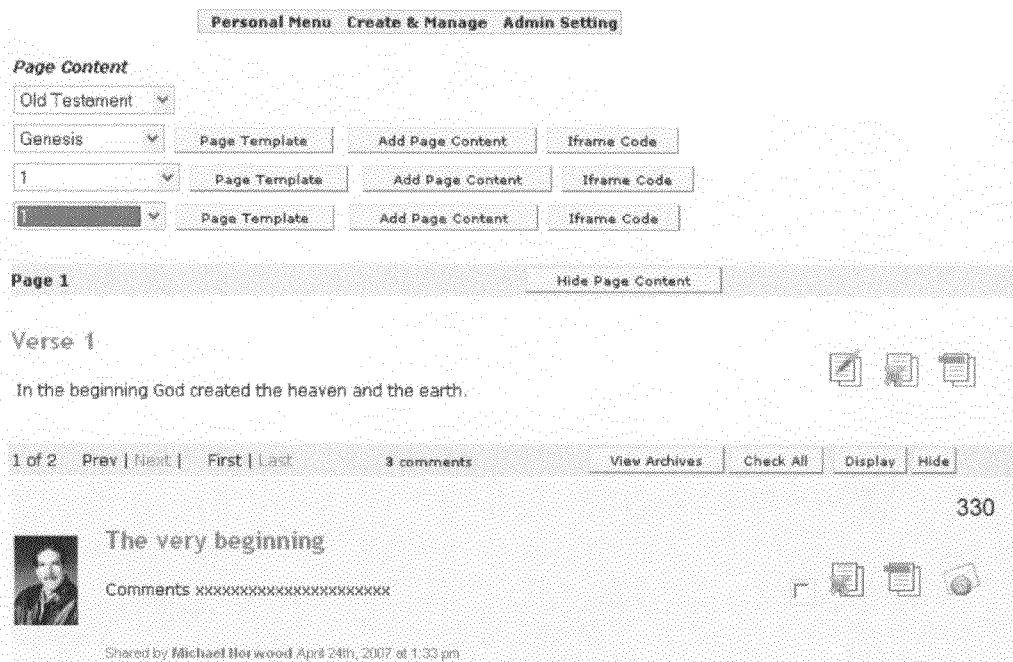 Personal Menu Create & Manage Admin Setting
Page Content
Old Testament
Genesis Page Template Add Page Content Iframe Code
1 Page Template Add Page Content Iframe Code
1 Page Template Add Page Content Iframe Code
Page 1 Hide Page Content
Verse 1
In the beginning God created the heaven and the earth.
1 of 2 Prev | Next | First | Last 3 comments View Archives Check All Display Hide
330
The very beginning
Comments xxxxxxxxxxxxxxxxxxxxxx
Shared by Michael Horwood April 24th, 2007 at 1:33 pm